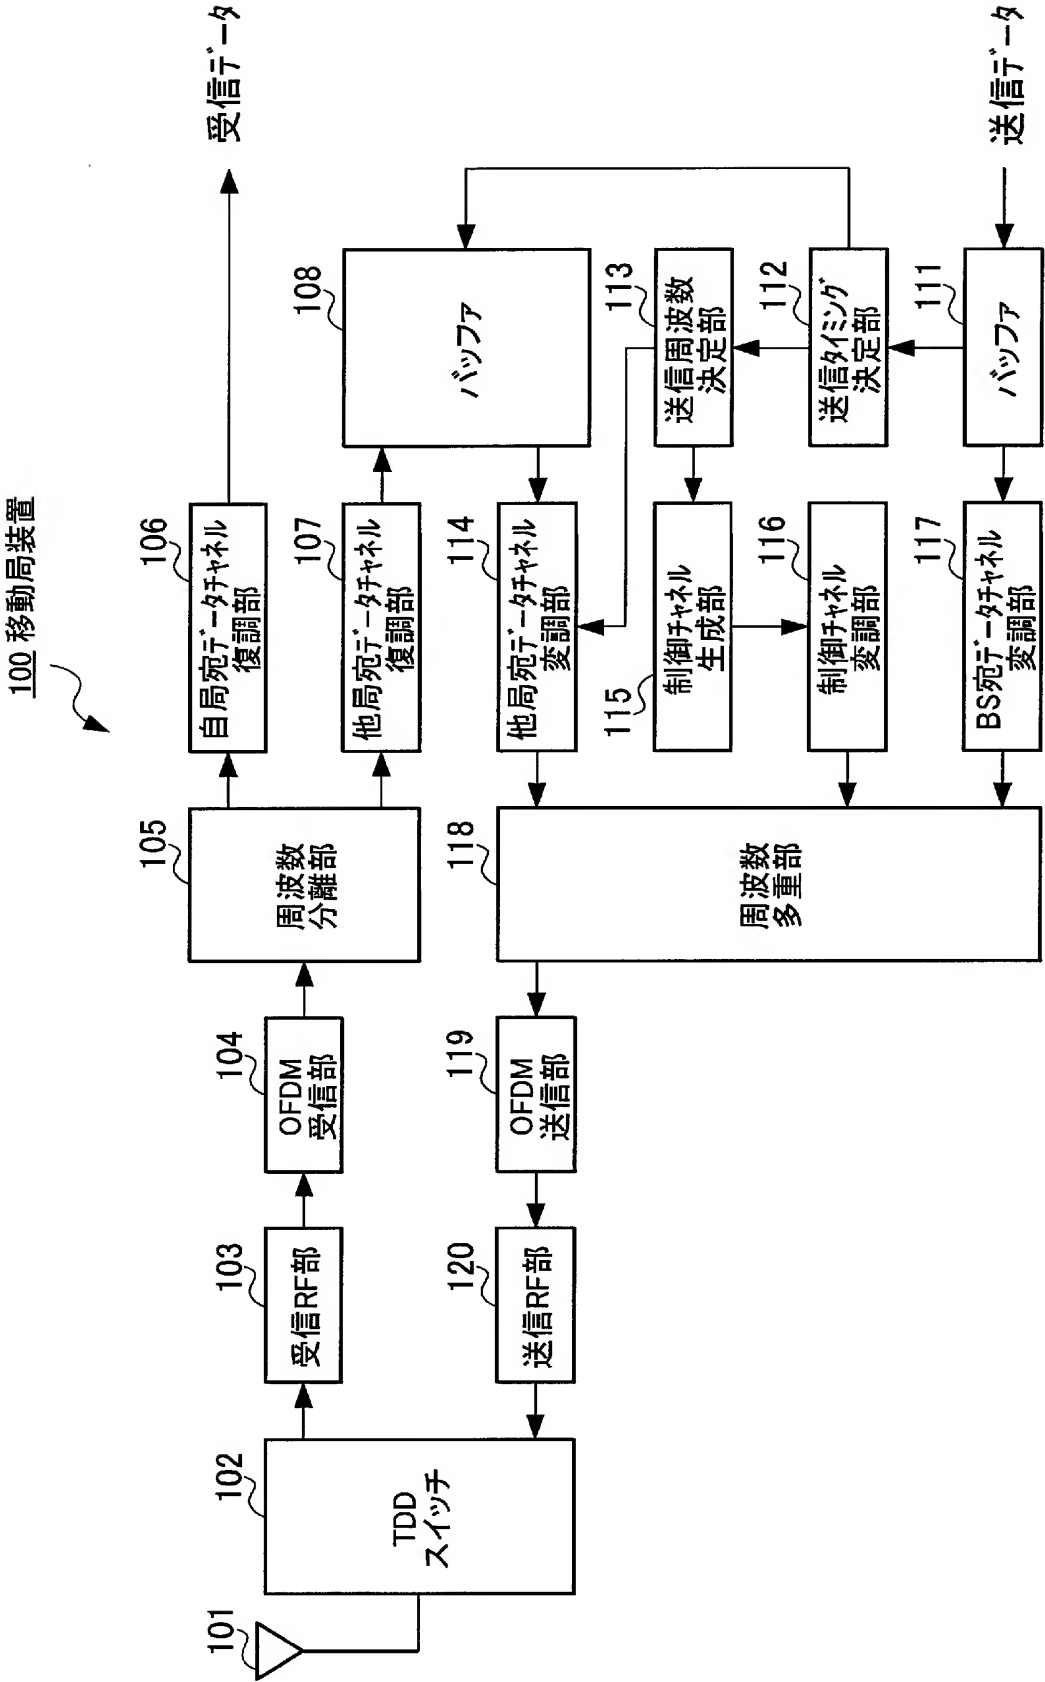 100 移動局装置
101
102
TDD
スイッチ
103
受信RF部
104
OFDM
受信部
105
周波数
分離部
106
自局宛データチャネル
復調部
受信データ
107
他局宛データチャネル
復調部
108
バッファ
114
他局宛データチャネル
変調部
113
送信周波数
決定部
115
制御チャネル
生成部
112
送信タイミング
決定部
116
制御チャネル
変調部
111
バッファ
送信データ
117
BS宛データチャネル
変調部
118
周波数
多重部
119
OFDM
送信部
120
送信RF部